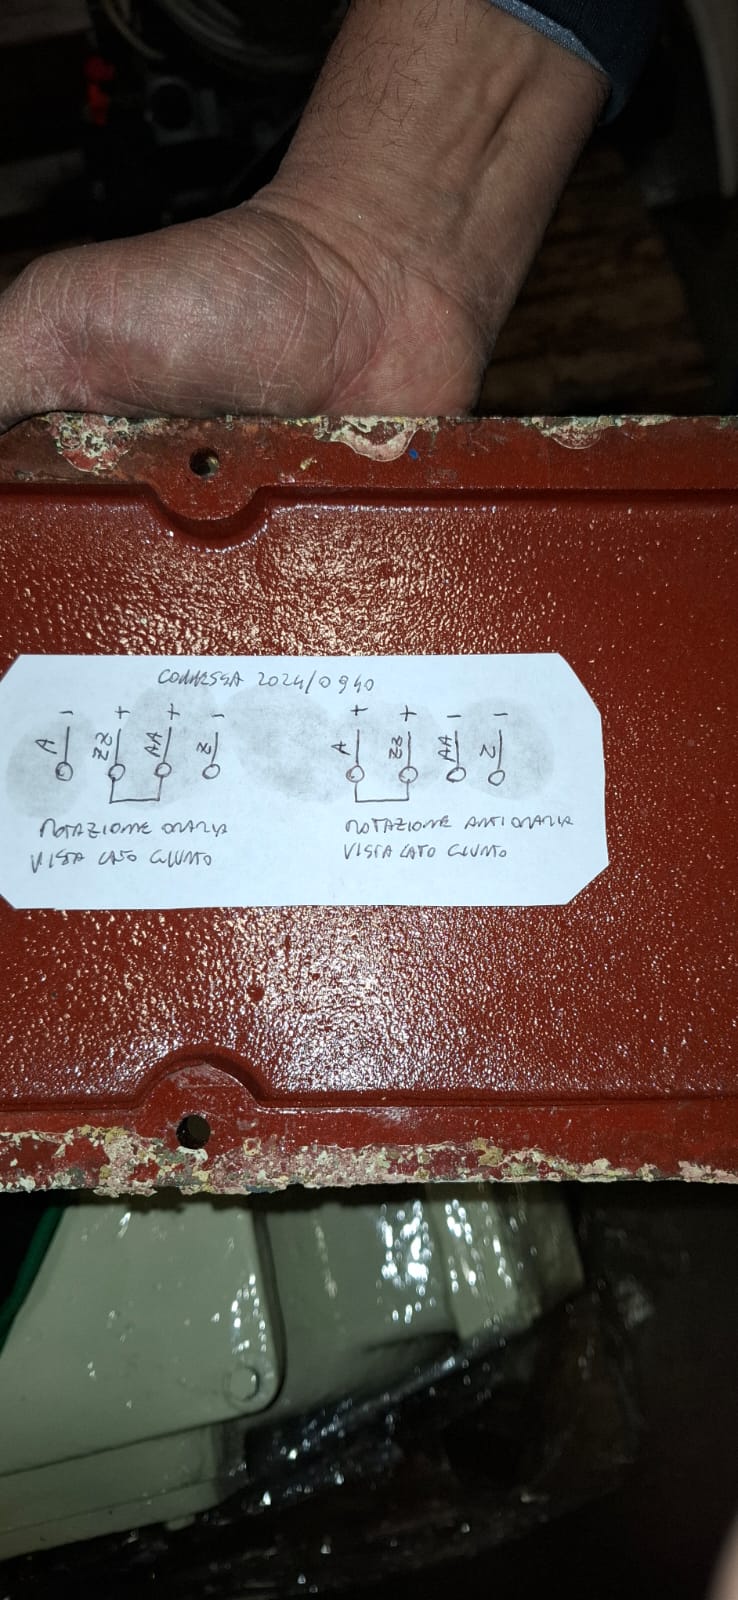 COMMESSA 2024/0940
- + + - + + - -
A ZZ AA Z A ZZ AA Z
ROTAZIONE ORARIA ROTAZIONE ANTIORARIA
VISTA LATO GIUNTO VISTA LATO GIUNTO